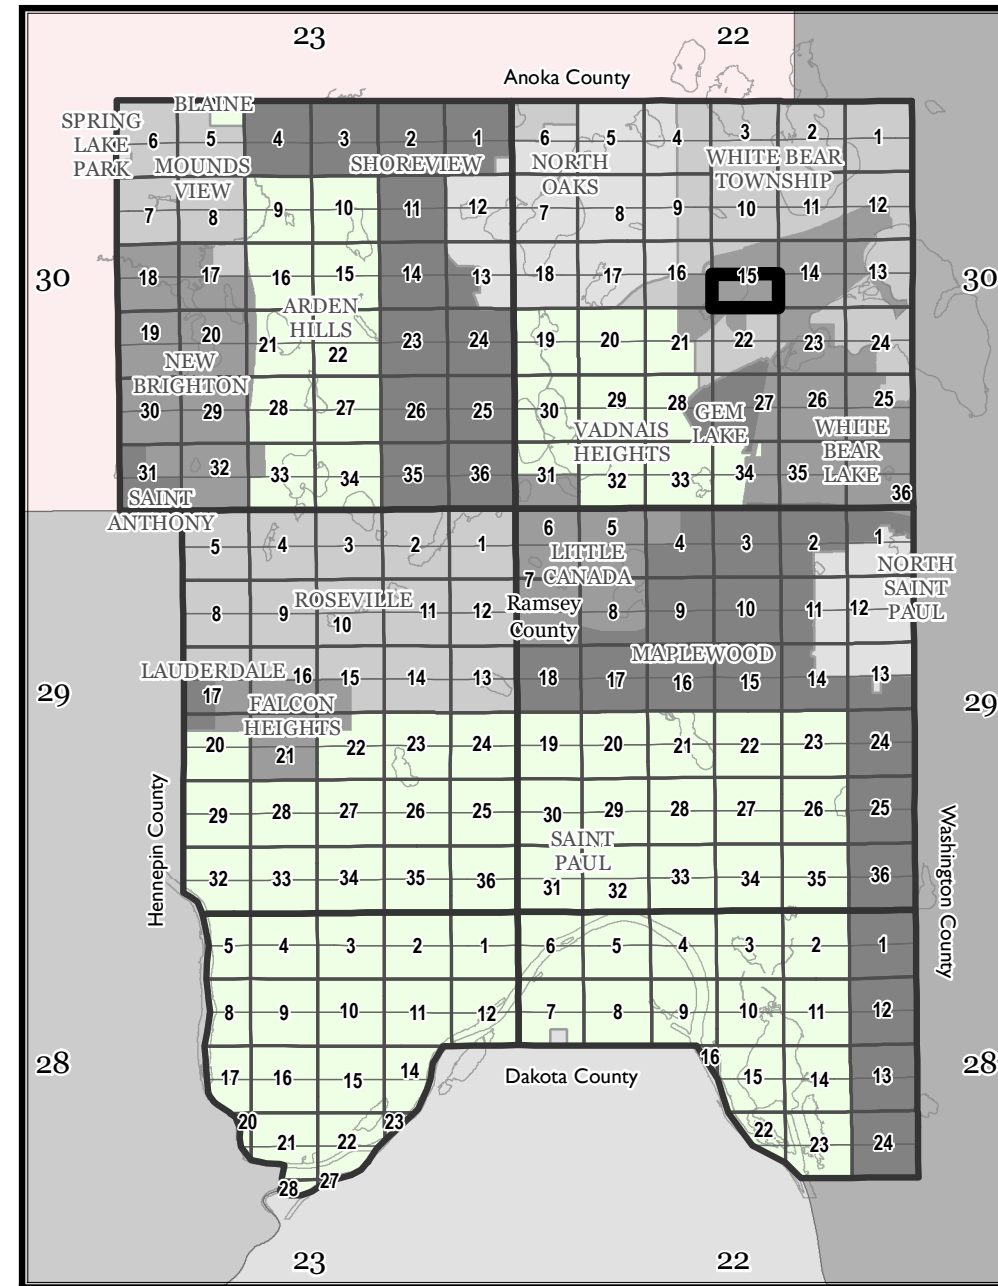 23 22
Anoka County
BLAINE
SPRING
LAKE
PARK
6 5 4 3 2 1 6 5 4 3 2 1
MOUNDS
VIEW
SHOREVIEW
NORTH
OAKS
WHITE BEAR
TOWNSHIP
7 8 9 10 11 12 7 8 9 10 11 12
30 18 17 16 15 14 13 18 17 16 15 14 13 30
ARDEN
HILLS
19 20 21 22 23 24 19 20 21 22 23 24
NEW
BRIGHTON
30 29 28 27 26 25 30 29 28 27 26 25
VADNAIS
HEIGHTS
GEM
LAKE
WHITE
BEAR
LAKE
31 32 33 34 35 36 31 32 33 34 35 36
SAINT
ANTHONY
5 4 3 2 1 6 5 4 3 2 1
LITTLE
CANADA
NORTH
SAINT
PAUL
8 9 10 11 12 7 8 9 10 11 12
ROSEVILLE
Ramsey
County
MAPLEWOOD
LAUDERDALE
29 17 16 15 14 13 18 17 16 15 14 13 29
FALCON
HEIGHTS
20 21 22 23 24 19 20 21 22 23 24
29 28 27 26 25 30 29 28 27 26 25
Hennepin County
Washington County
SAINT
PAUL
32 33 34 35 36 31 32 33 34 35 36
5 4 3 2 1 6 5 4 3 2 1
8 9 10 11 12 7 8 9 10 11 12
28 17 16 15 14 16 15 14 13 28
Dakota County
20 21 22 23 22 23 24
28 27
23 22